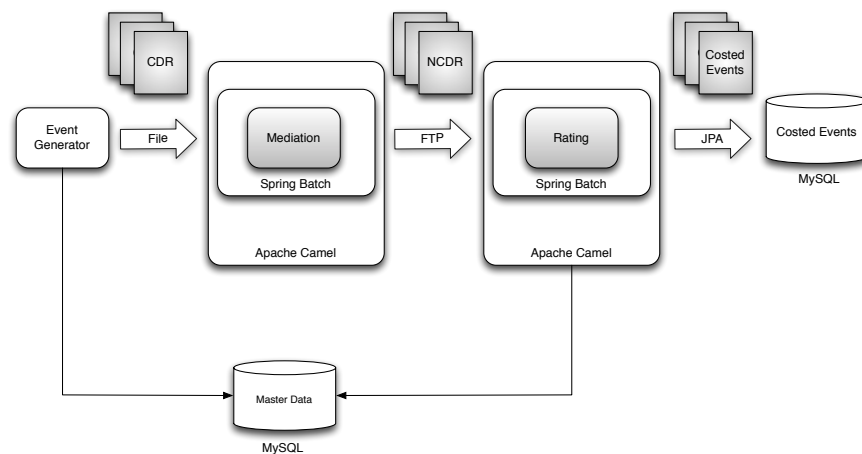 CDR
NCDR
Costed
Events
Event
Generator
File
Mediation
Spring Batch
Apache Camel
FTP
Rating
Spring Batch
Apache Camel
JPA
Costed Events
MySQL
Master Data
MySQL